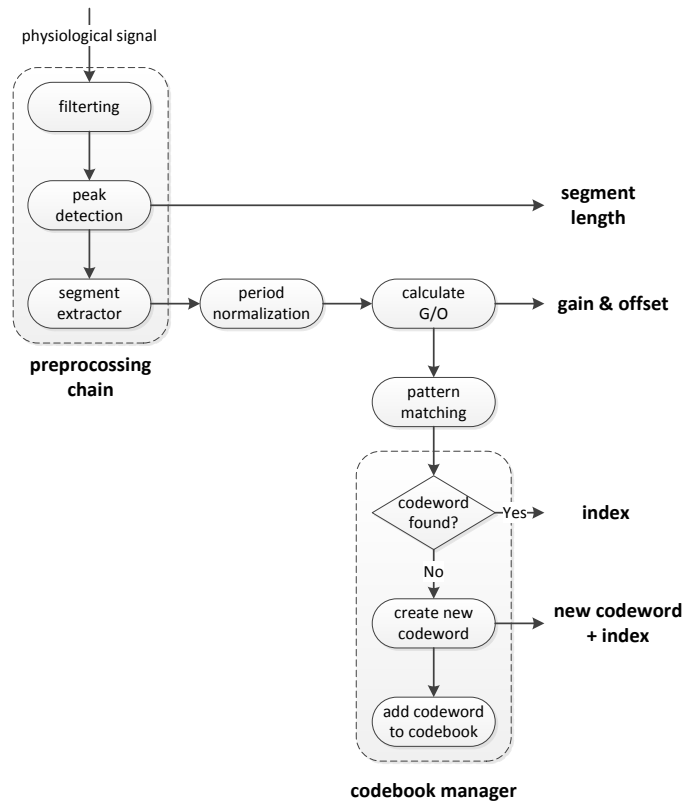 physiological signal
filterting
peak
detection
segment
length
segment
extractor
period
normalization
calculate
G/O
gain & offset
preprocossing
chain
pattern
matching
codeword
found?
Yes
index
No
create new
codeword
new codeword
+ index
add codeword
to codebook
codebook manager